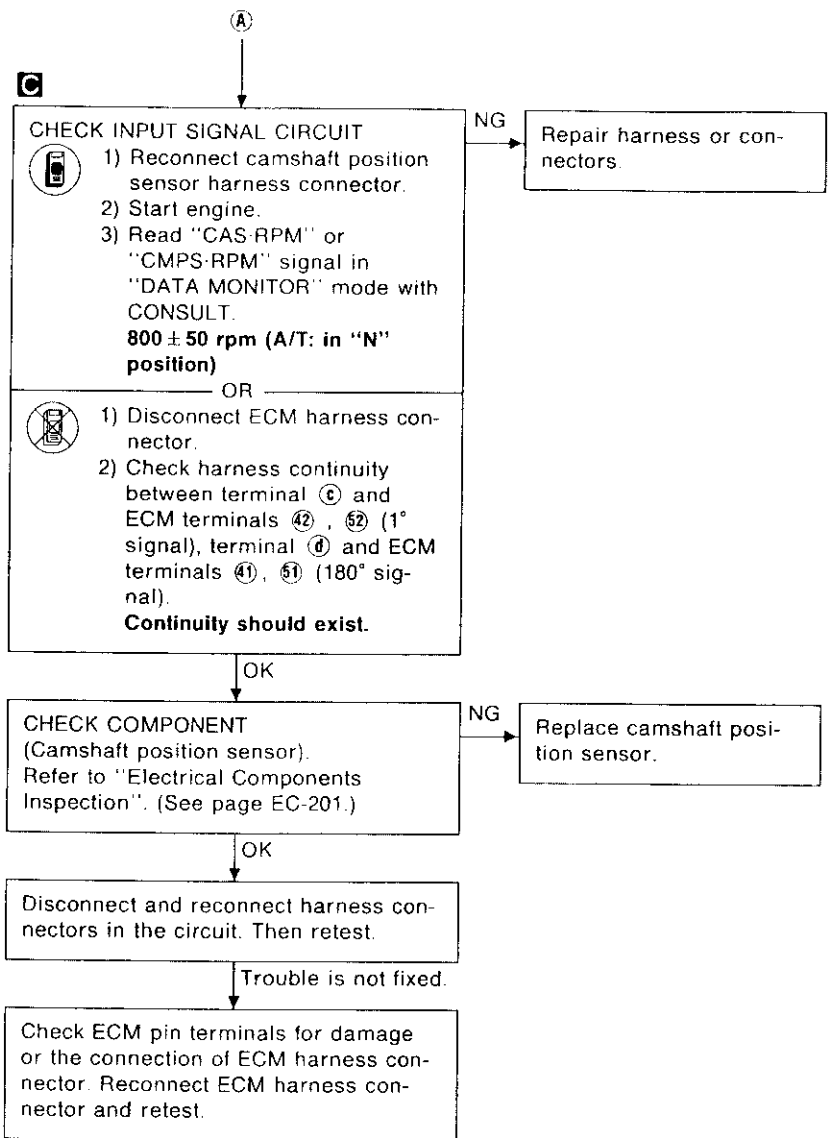 Ⓐ
C
CHECK INPUT SIGNAL CIRCUIT
1) Reconnect camshaft position
sensor harness connector.
2) Start engine.
3) Read "CAS·RPM" or
"CMPS·RPM" signal in
"DATA MONITOR" mode with
CONSULT.
800 ± 50 rpm (A/T: in "N"
position)
OR
1) Disconnect ECM harness con-
nector.
2) Check harness continuity
between terminal ⓒ and
ECM terminals ㊷ , 52 (1°
signal), terminal ⓓ and ECM
terminals ㊶, 51 (180° sig-
nal).
Continuity should exist.
NG
Repair harness or con-
nectors.
OK
CHECK COMPONENT
(Camshaft position sensor).
Refer to "Electrical Components
Inspection". (See page EC-201.)
NG
Replace camshaft posi-
tion sensor.
OK
Disconnect and reconnect harness con-
nectors in the circuit. Then retest.
Trouble is not fixed.
Check ECM pin terminals for damage
or the connection of ECM harness con-
nector. Reconnect ECM harness con-
nector and retest.